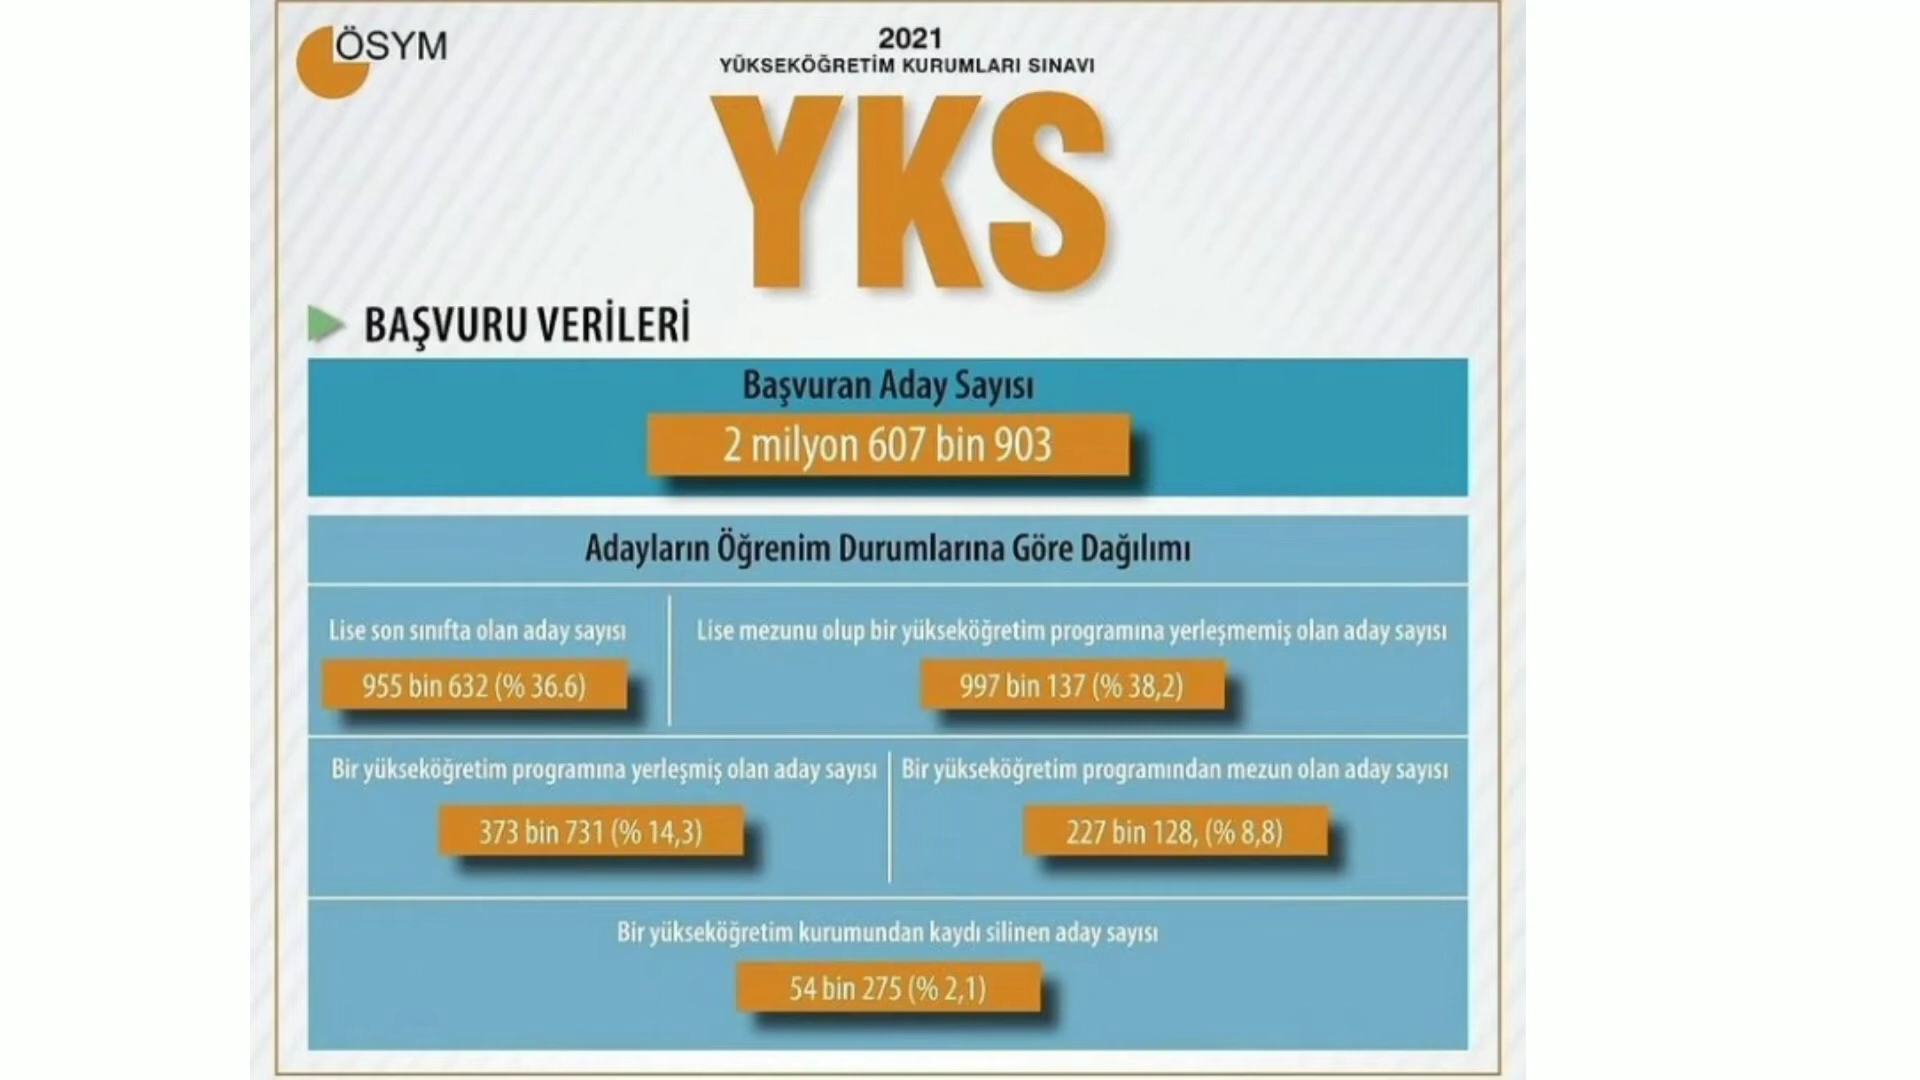 ÖSYM
2021
YÜKSEKÖĞRETİM KURUMLARI SINAVI
YKS
BAŞVURU VERİLERİ
Başvuran Aday Sayısı
2 milyon 607 bin 903
Adayların Öğrenim Durumlarına Göre Dağılımı
Lise son sınıfta olan aday sayısı
955 bin 632 (% 36.6)
Lise mezunu olup bir yükseköğretim programına yerleşmemiş olan aday sayısı
997 bin 137 (% 38,2)
Bir yükseköğretim programına yerleşmiş olan aday sayısı
373 bin 731 (% 14,3)
Bir yükseköğretim programından mezun olan aday sayısı
227 bin 128, (% 8,8)
Bir yükseköğretim kurumundan kaydı silinen aday sayısı
54 bin 275 (% 2,1)